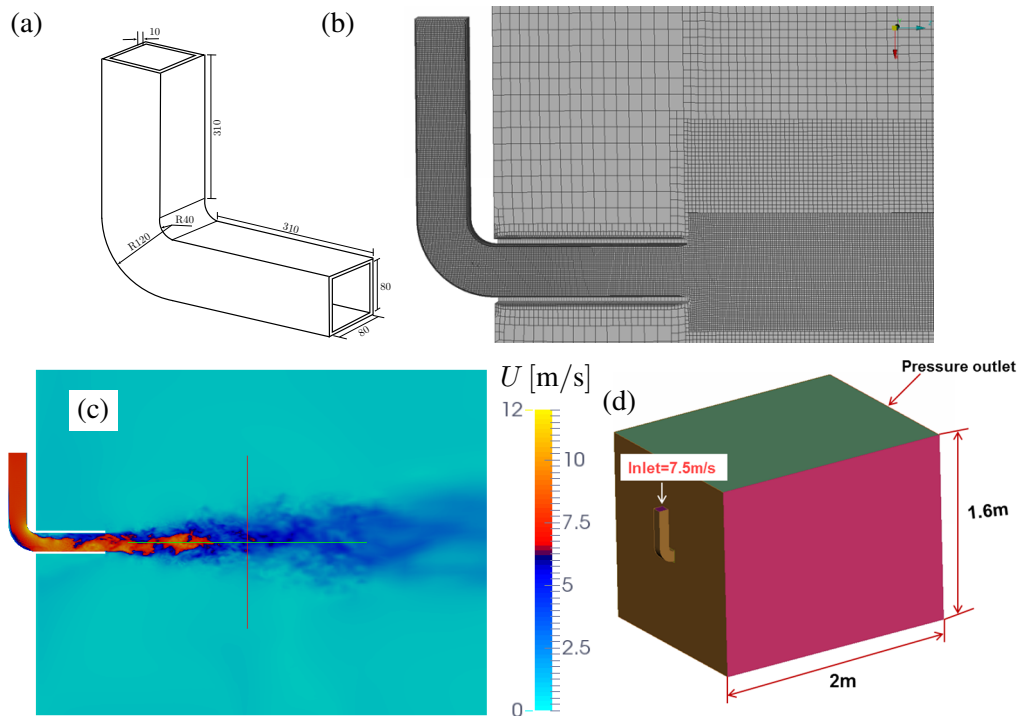 (a)
10
310
R40
R120
310
80
80
(b)
(c)
U [m/s]
12
10
7.5
5
2.5
0
(d)
Pressure outlet
Inlet=7.5m/s
1.6m
2m